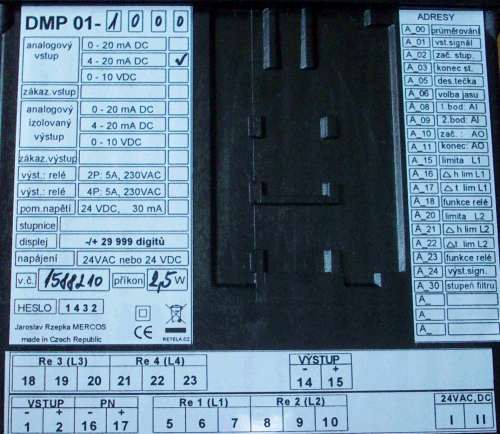 DMP 01- 1 0 0 0
analogový vstup
0 - 20 mA DC
4 - 20 mA DC ✓
0 - 10 VDC
zákaz.vstup
analogový izolovaný výstup
0 - 20 mA DC
4 - 20 mA DC
0 - 10 VDC
zákaz.výstup
výst.: relé 2P: 5A, 230VAC
výst.: relé 4P: 5A, 230VAC
pom.napětí 24 VDC, 30 mA
stupnice
displej -/+ 29 999 digitů
napájení 24VAC nebo 24 VDC
v.č.: 1588210 příkon 2,5 W
HESLO 1 4 3 2
Jaroslav Rzepka MERCOS
made in Czech Republic
CE
RETELA.CZ
ADRESY
A_00 průměrování
A_01 vst.signál
A_02 zač. stup.
A_03 konec st.
A_05 des.tečka
A_06 volba jasu
A_08 1.bod: AI
A_09 2.bod: AI
A_10 zač. : AO
A_11 konec: AO
A_15 limita L1
A_16 △ h lim L1
A_17 △ t lim L1
A_18 funkce relé
A_20 limita L2
A_21 △ h lim L2
A_22 △t lim L2
A_23 funkce relé
A_24 výst.sign.
A_30 stupeň filtru
A_
A_
A_
Re 3 (L3) Re 4 (L4) VÝSTUP
- +
18 19 20 21 22 23 14 15
VSTUP PN Re 1 (L1) Re 2 (L2) 24VAC,DC
- + - +
1 2 16 17 5 6 7 8 9 10 I II